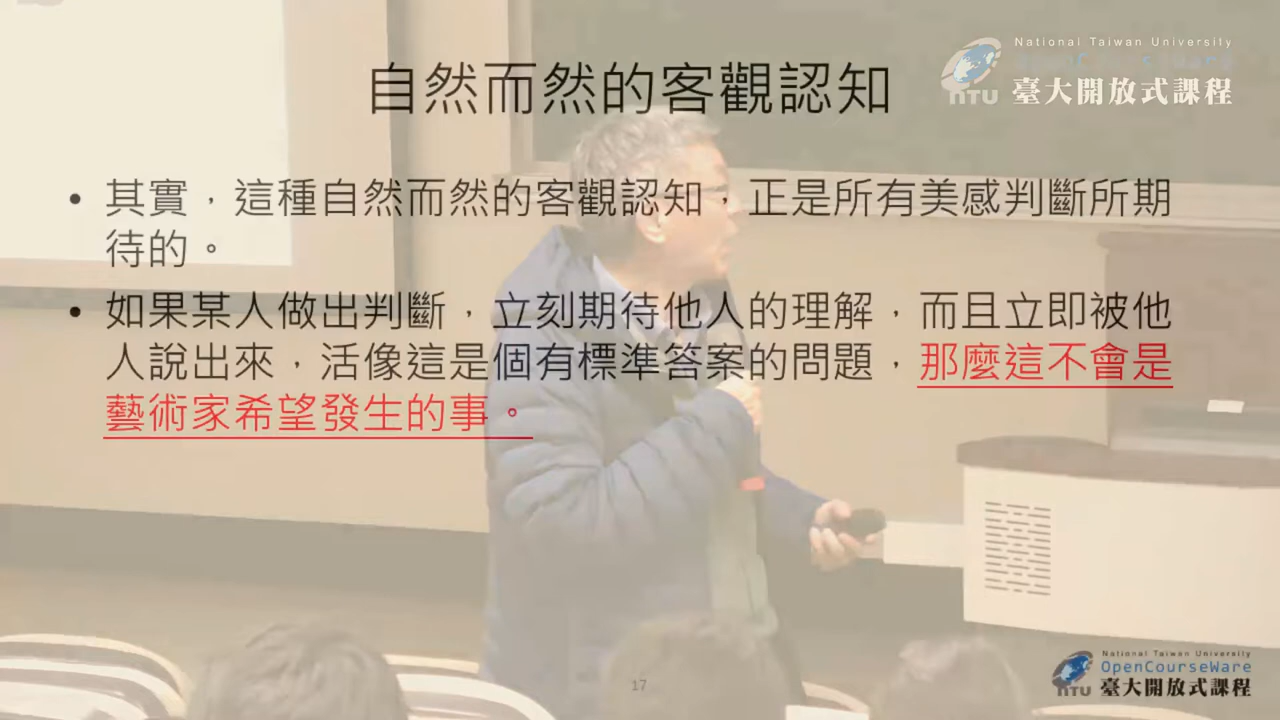 National Taiwan University
OpenCourseWare
NTU 臺大開放式課程
自然而然的客觀認知
• 其實，這種自然而然的客觀認知，正是所有美感判斷所期
待的。
• 如果某人做出判斷，立刻期待他人的理解，而且立即被他
人說出來，活像這是個有標準答案的問題，那麼這不會是
藝術家希望發生的事。
17
National Taiwan University
OpenCourseWare
NTU 臺大開放式課程